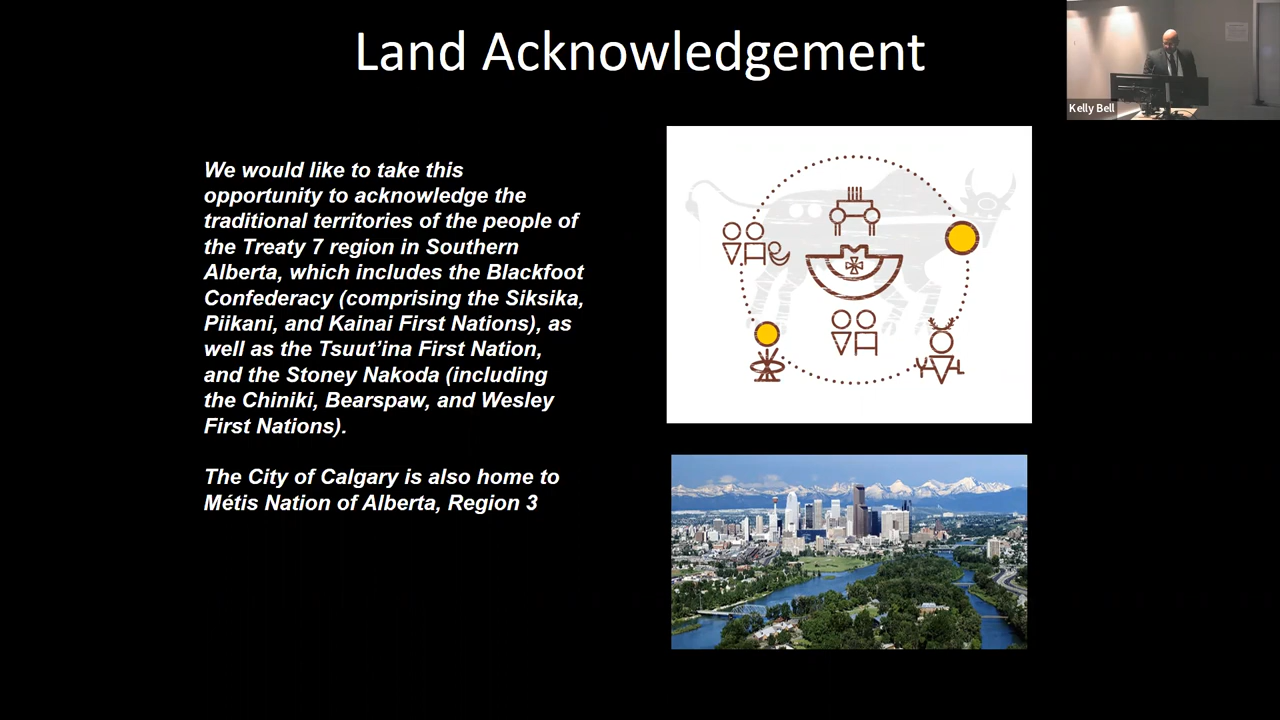 Land Acknowledgement
Kelly Bell
We would like to take this
opportunity to acknowledge the
traditional territories of the people of
the Treaty 7 region in Southern
Alberta, which includes the Blackfoot
Confederacy (comprising the Siksika,
Piikani, and Kainai First Nations), as
well as the Tsuut’ina First Nation,
and the Stoney Nakoda (including
the Chiniki, Bearspaw, and Wesley
First Nations).
The City of Calgary is also home to
Métis Nation of Alberta, Region 3